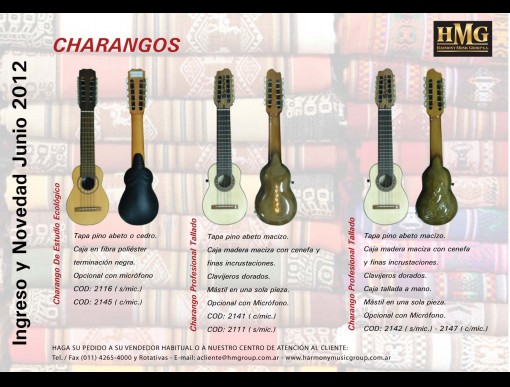 CHARANGOS
HMG
HARMONY MUSIC GROUP S.A.
Ingreso y Novedad Junio 2012
Charango De Estudio Ecológico
Tapa pino abeto o cedro.
Caja en fibra poliéster
terminación negra.
Opcional con micrófono
COD: 2116 ( s/mic.)
COD: 2145 ( c/mic.)
Charango Profesional Tallado
Tapa pino abeto macizo.
Caja madera maciza con cenefa y
finas incrustaciones.
Clavijeros dorados.
Mástil en una sola pieza.
Opcional con Micrófono.
COD: 2141 ( c/mic.)
COD: 2111 ( s/mic.)
Charango Profesional Tallado
Tapa pino abeto macizo.
Caja madera maciza con cenefa
y finas incrustaciones.
Clavijeros dorados.
Caja tallada a mano.
Mástil en una sola pieza.
Opcional con Micrófono.
COD: 2142 ( s/mic.) - 2147 ( c/mic.)
HAGA SU PEDIDO A SU VENDEDOR HABITUAL O A NUESTRO CENTRO DE ATENCIÓN AL CLIENTE:
Tel. / Fax (011) 4265-4000 y Rotativas - E-mail: acliente@hmgroup.com.ar - www.harmonymusicgroup.com.ar